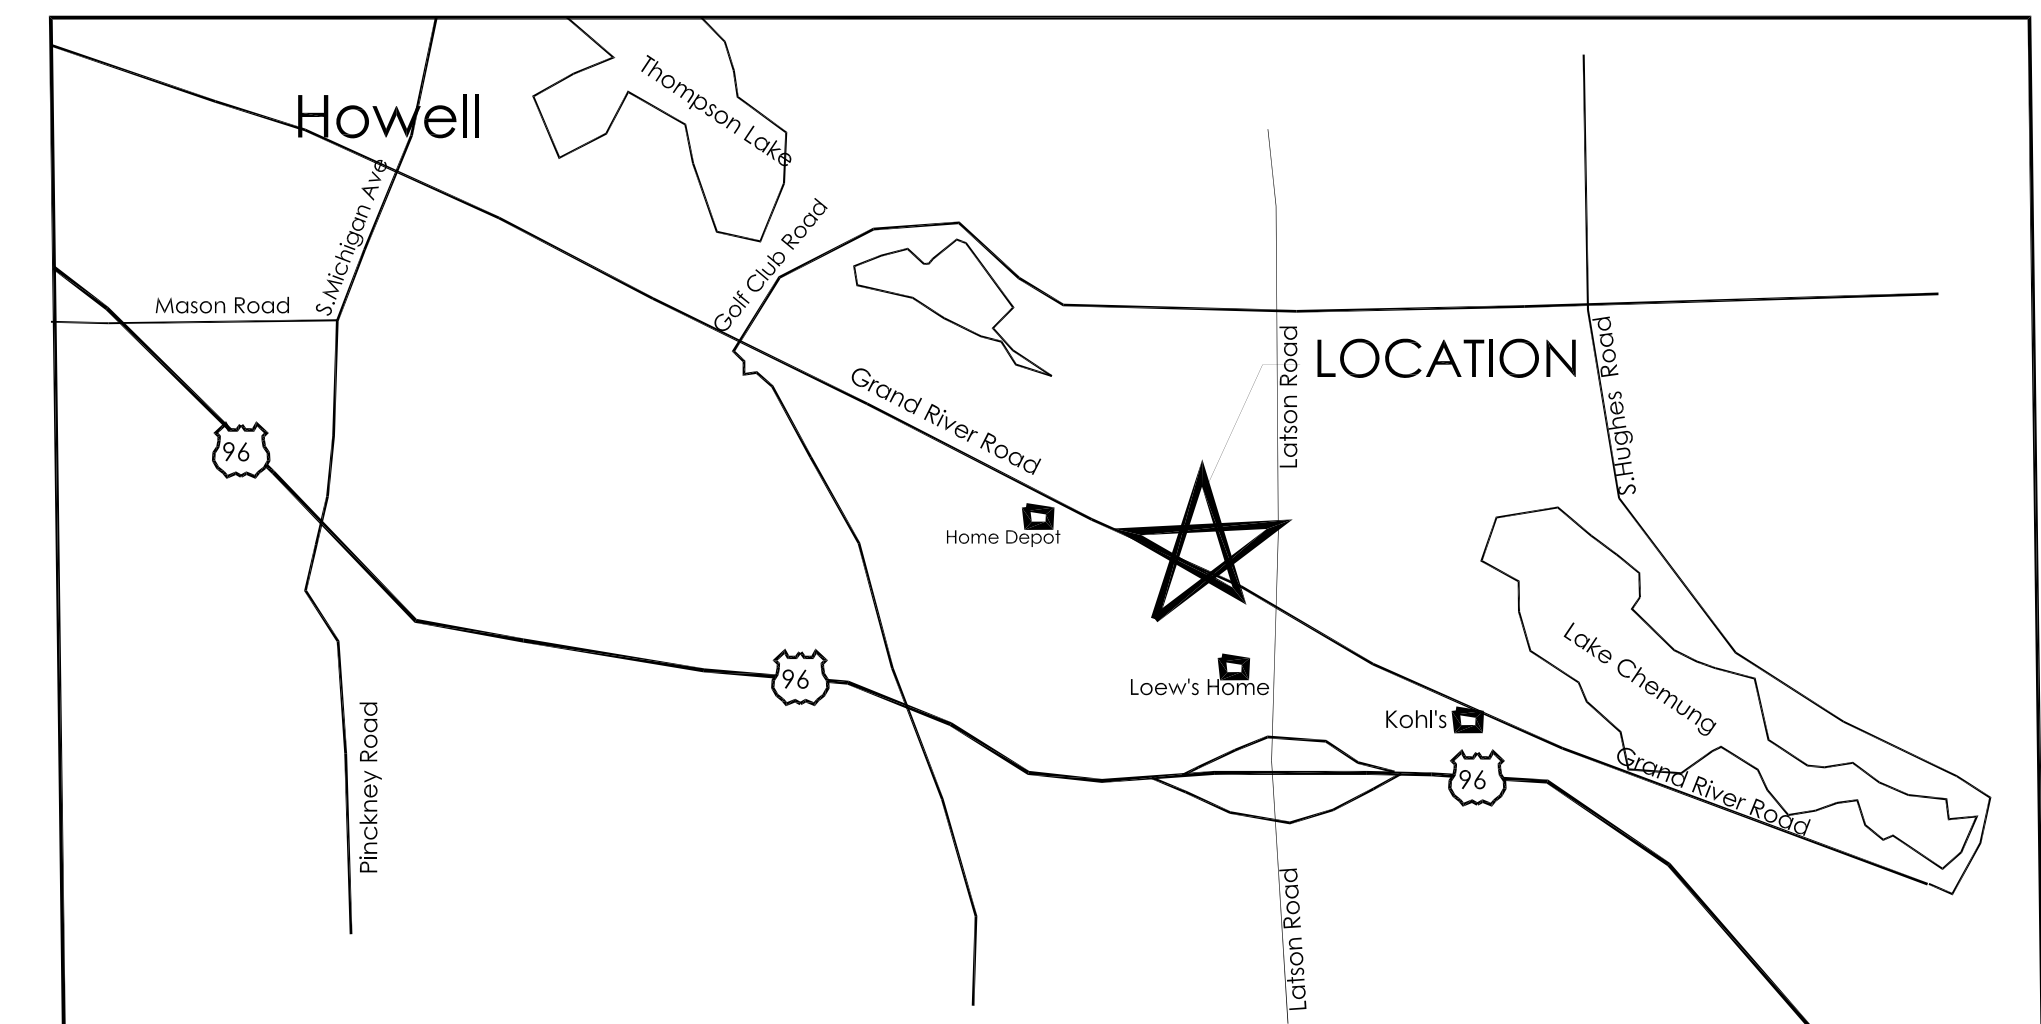 Howell
Thompson Lake
S.Michigan Ave
Mason Road
Golf Club Road
Grand River Road
LOCATION
Latson Road
S.Hughes Road
96
Home Depot
Lake Chemung
96
Loew's Home
Kohl's
96
Grand River Road
Pinckney Road
Latson Road